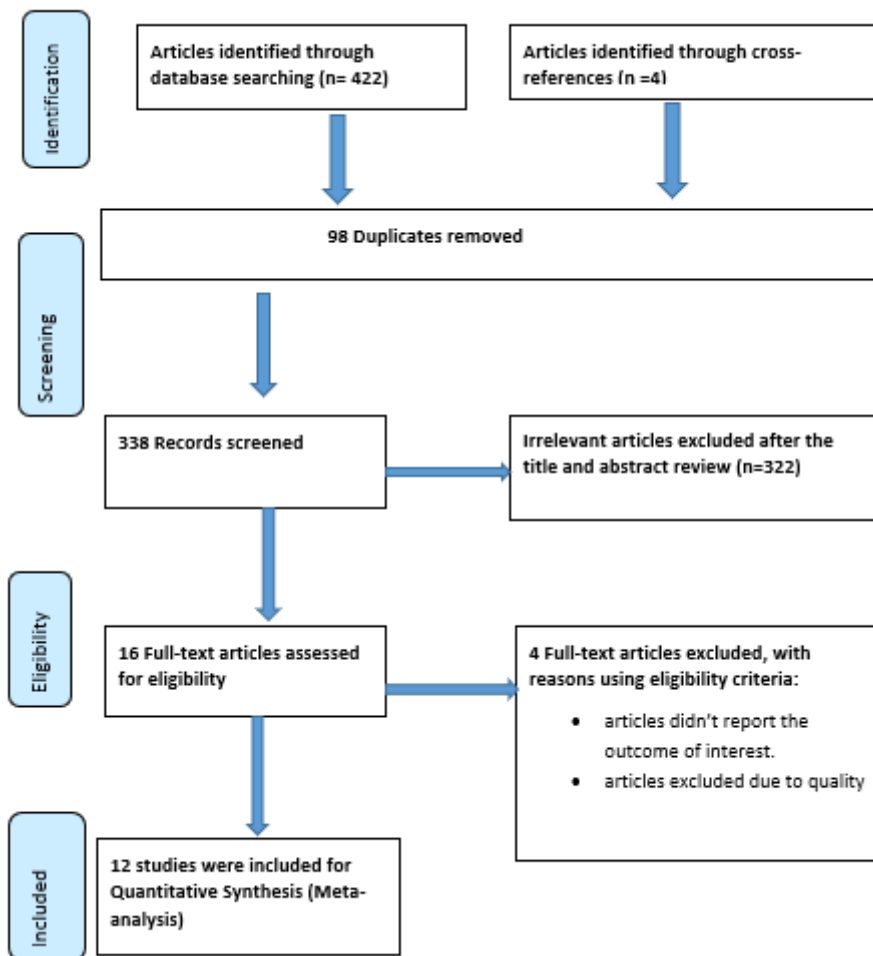 Identification
Articles identified through
database searching (n= 422)
Articles identified through cross-
references (n =4)
98 Duplicates removed
Screening
338 Records screened
Irrelevant articles excluded after the
title and abstract review (n=322)
Eligibility
16 Full-text articles assessed
for eligibility
4 Full-text articles excluded, with
reasons using eligibility criteria:
• articles didn’t report the
outcome of interest.
• articles excluded due to quality
Included
12 studies were included for
Quantitative Synthesis (Meta-
analysis)